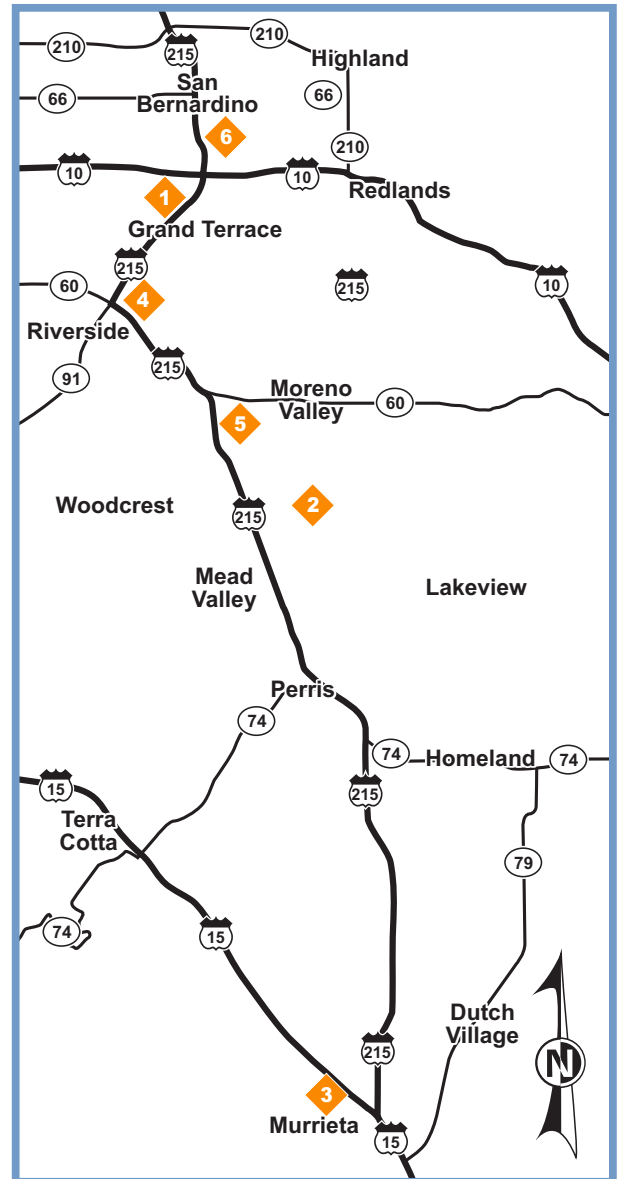 210
210
215
Highland
San
Bernardino
66
66
6
210
10
10
Redlands
1
Grand Terrace
215
215
10
60
4
Riverside
215
91
Moreno
Valley
60
5
Woodcrest
2
215
Mead
Valley
Lakeview
Perris
74
74
Homeland
74
15
215
Terra
Cotta
79
74
15
Dutch
Village
215
N
3
Murrieta
15